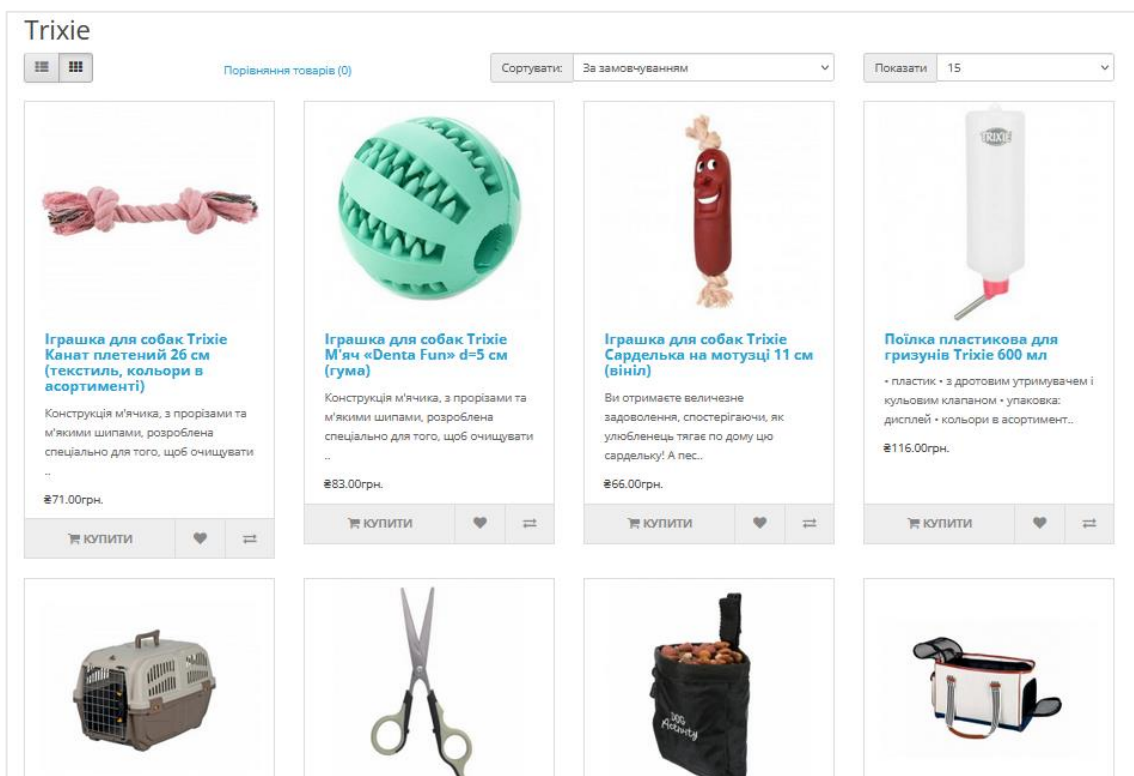 Trixie
Порівняння товарів (0)
Сортувати:
За замовчуванням
Показати
15
TRIXIE
Іграшка для собак Trixie
Канат плетений 26 см
(текстиль, кольори в
асортименті)
Конструкція м'ячика, з прорізами та
м'якими шипами, розроблена
спеціально для того, щоб очищувати
..
₴71.00грн.
КУПИТИ
Іграшка для собак Trixie
М'яч «Denta Fun» d=5 см
(гума)
Конструкція м'ячика, з прорізами та
м'якими шипами, розроблена
спеціально для того, щоб очищувати
..
₴83.00грн.
КУПИТИ
Іграшка для собак Trixie
Сарделька на мотузці 11 см
(вініл)
Ви отримаєте величезне
задоволення, спостерігаючи, як
улюбленець тягає по дому цю
сардельку! А пес..
₴66.00грн.
КУПИТИ
Поїлка пластикова для
гризунів Trixie 600 мл
• пластик • з дротовим утримувачем і
кульовим клапаном • упаковка:
дисплей • кольори в асортимент..
₴116.00грн.
КУПИТИ
DOG
Activity